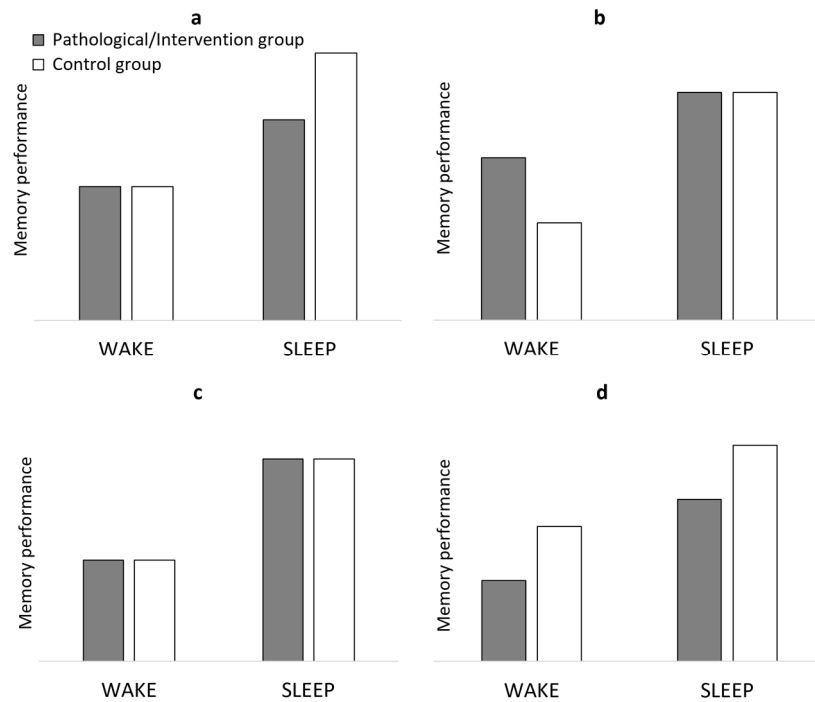 a
Pathological/Intervention group
Control group
Memory performance
WAKE
SLEEP
b
Memory performance
WAKE
SLEEP
c
Memory performance
WAKE
SLEEP
d
Memory performance
WAKE
SLEEP